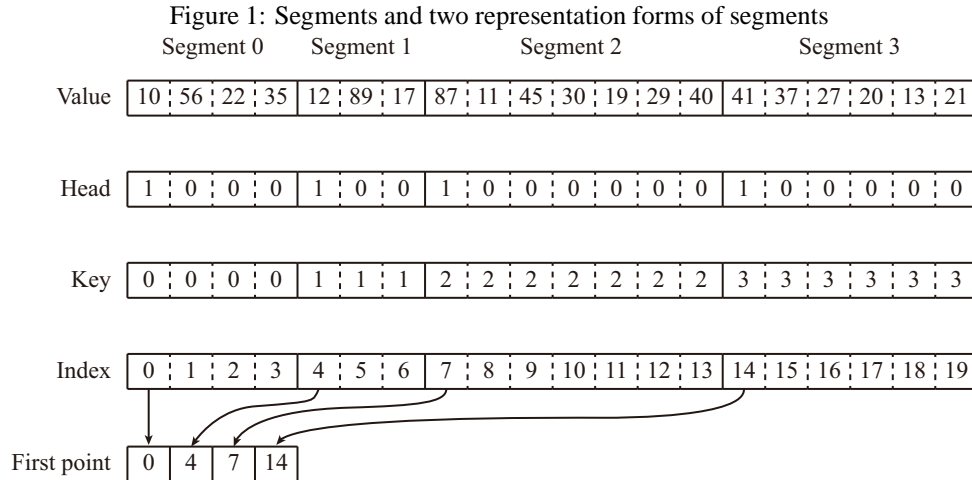 Figure 1: Segments and two representation forms of segments
Segment 0 Segment 1 Segment 2 Segment 3
Value 10 56 22 35 12 89 17 87 11 45 30 19 29 40 41 37 27 20 13 21
Head 1 0 0 0 1 0 0 1 0 0 0 0 0 0 1 0 0 0 0 0
Key 0 0 0 0 1 1 1 2 2 2 2 2 2 2 3 3 3 3 3 3
Index 0 1 2 3 4 5 6 7 8 9 10 11 12 13 14 15 16 17 18 19
First point 0 4 7 14